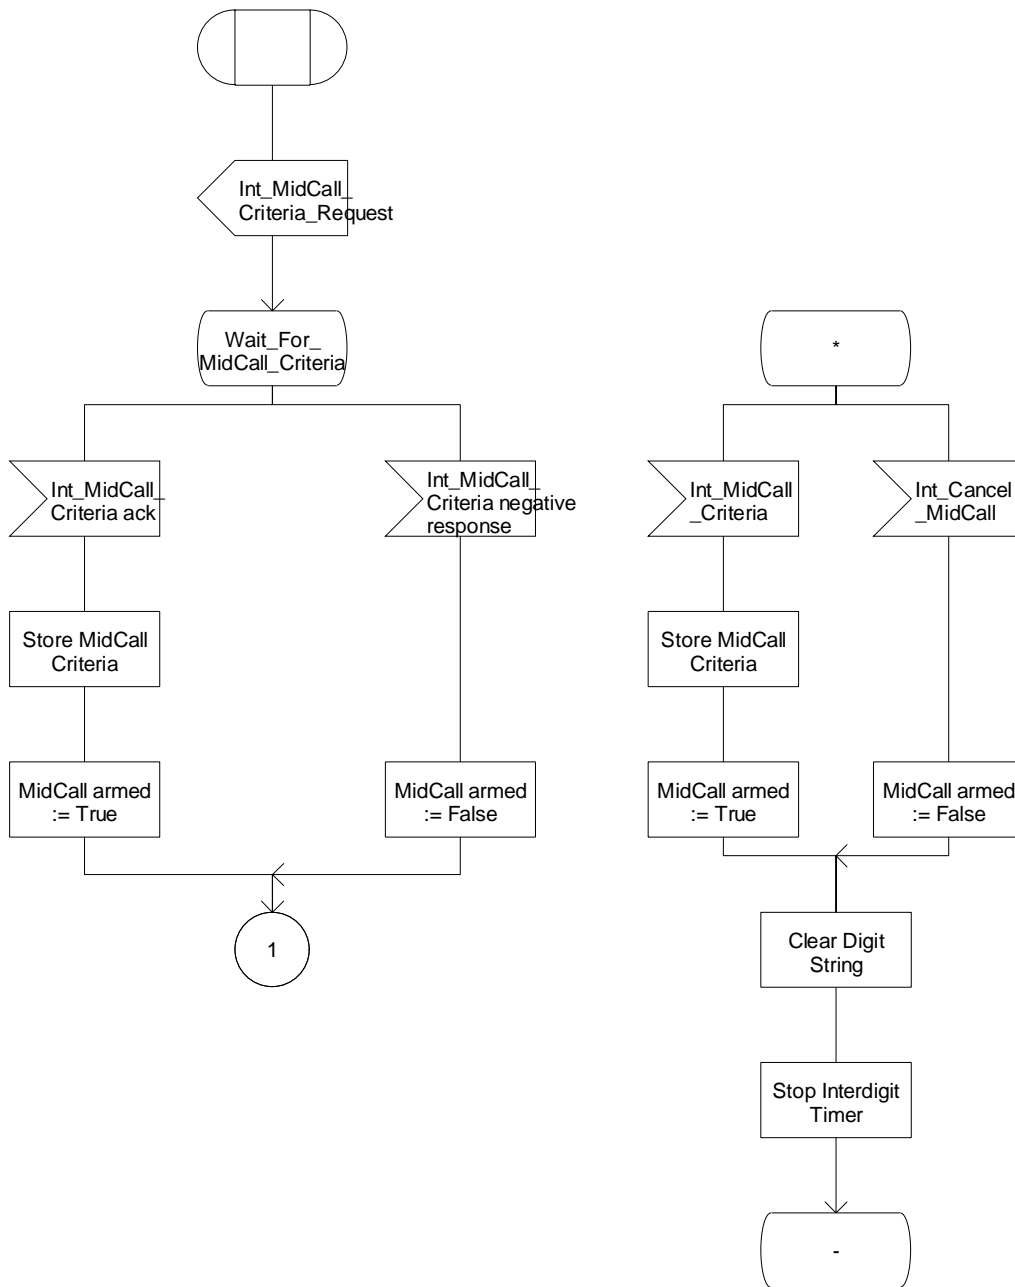 Int_MidCall_
Criteria_Request
Wait_For_
MidCall_Criteria
Int_MidCall_
Criteria ack
Int_MidCall_
Criteria negative
response
Store MidCall
Criteria
MidCall armed
:= True
MidCall armed
:= False
1
*
Int_MidCall
_Criteria
Int_Cancel
_MidCall
Store MidCall
Criteria
MidCall armed
:= True
MidCall armed
:= False
Clear Digit
String
Stop Interdigit
Timer
-